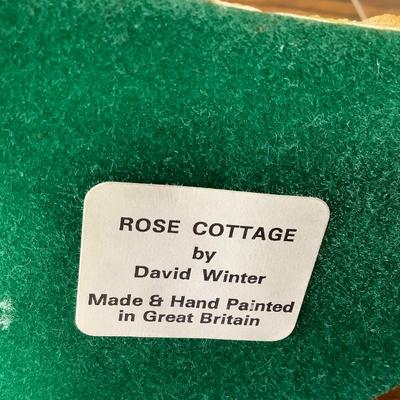 ROSE COTTAGE
by
David Winter
Made & Hand Painted
in Great Britain